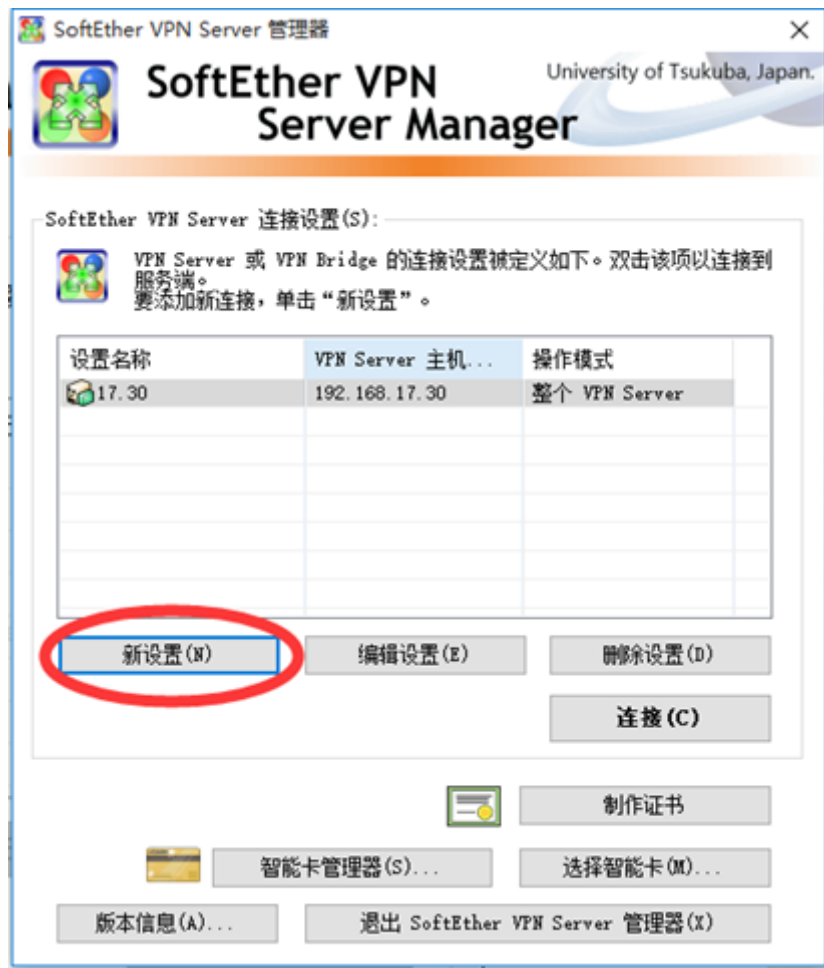 SoftEther VPN Server 管理器
SoftEther VPN
Server Manager
University of Tsukuba, Japan.
SoftEther VPN Server 连接设置(S):
VPN Server 或 VPN Bridge 的连接设置被定义如下。双击该项以连接到
服务端。
要添加新连接，单击“新设置”。
设置名称 VPN Server 主机... 操作模式
17.30 192.168.17.30 整个 VPN Server
新设置(N) 编辑设置(E) 删除设置(D)
连接(C)
制作证书
智能卡管理器(S)... 选择智能卡(M)...
版本信息(A)... 退出 SoftEther VPN Server 管理器(X)